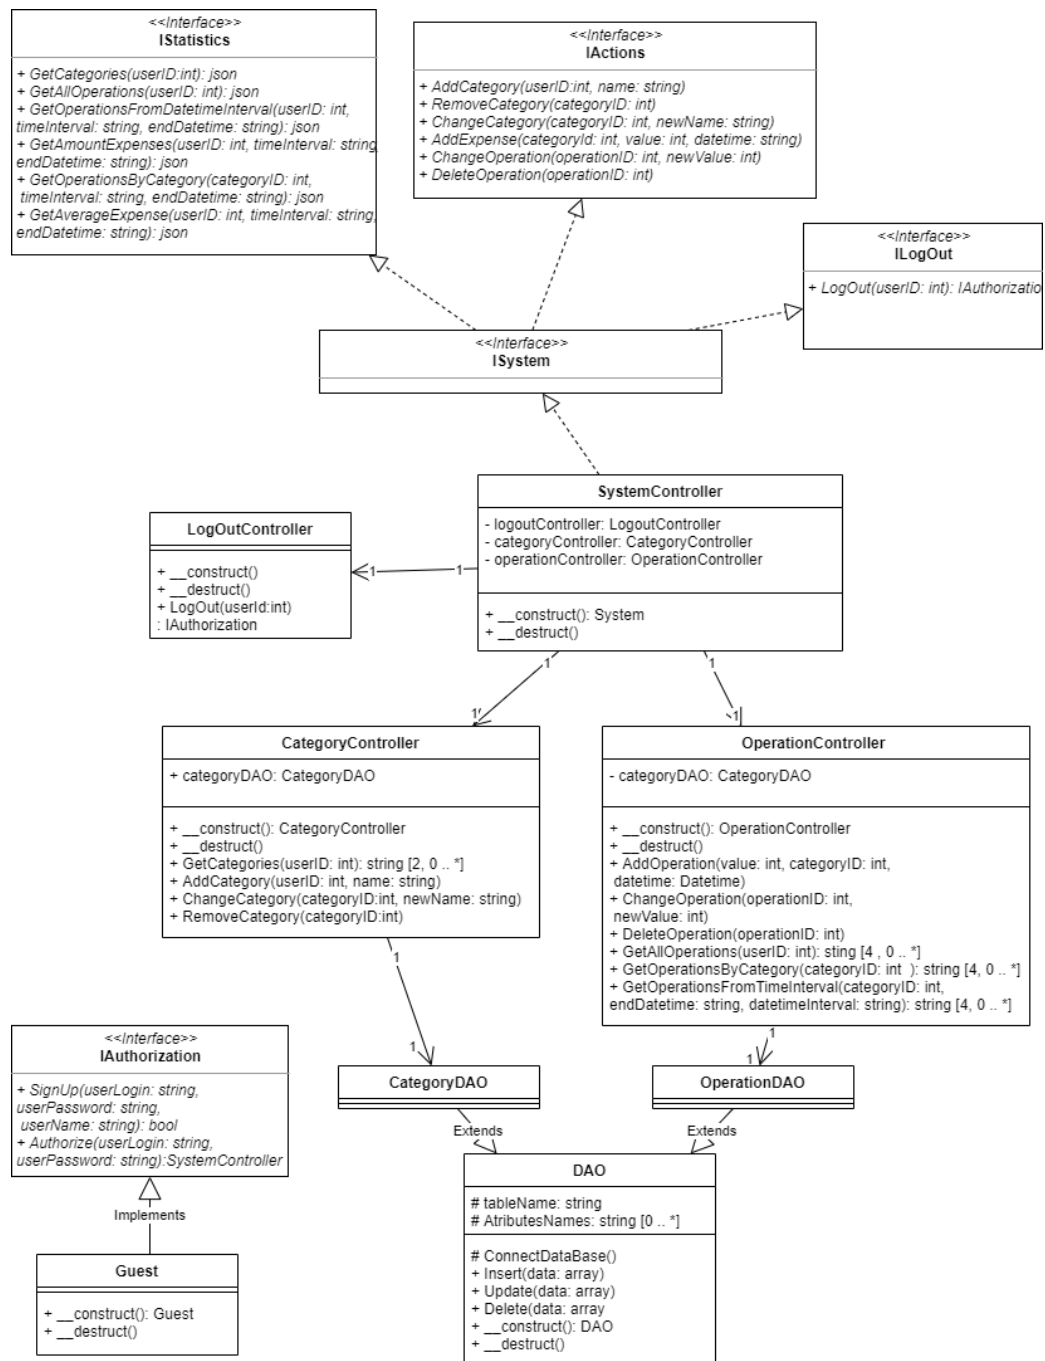 <<Interface>>
IStatistics
+ GetCategories(userID:int): json
+ GetAllOperations(userID: int): json
+ GetOperationsFromDatetimeInterval(userID: int,
timeInterval: string, endDatetime: string): json
+ GetAmountExpenses(userID: int, timeInterval: string,
endDatetime: string): json
+ GetOperationsByCategory(categoryID: int,
timeInterval: string, endDatetime: string): json
+ GetAverageExpense(userID: int, timeInterval: string,
endDatetime: string): json
<<Interface>>
IActions
+ AddCategory(userID:int, name: string)
+ RemoveCategory(categoryID: int)
+ ChangeCategory(categoryID: int, newName: string)
+ AddExpense(categoryId: int, value: int, datetime: string)
+ ChangeOperation(operationID: int, newValue: int)
+ DeleteOperation(operationID: int)
<<Interface>>
ILogOut
+ LogOut(userID: int): IAuthorizatio
<<Interface>>
ISystem
SystemController
- logoutController: LogoutController
- categoryController: CategoryController
- operationController: OperationController
+ __construct(): System
+ __destruct()
LogOutController
+ __construct()
+ __destruct()
+ LogOut(userId:int)
: IAuthorization
1
1
1
1
1
1
CategoryController
+ categoryDAO: CategoryDAO
+ __construct(): CategoryController
+ __destruct()
+ GetCategories(userID: int): string [2, 0 .. *]
+ AddCategory(userID: int, name: string)
+ ChangeCategory(categoryID:int, newName: string)
+ RemoveCategory(categoryID:int)
OperationController
- categoryDAO: CategoryDAO
+ __construct(): OperationController
+ __destruct()
+ AddOperation(value: int, categoryID: int,
datetime: Datetime)
+ ChangeOperation(operationID: int,
newValue: int)
+ DeleteOperation(operationID: int)
+ GetAllOperations(userID: int): sting [4 , 0 .. *]
+ GetOperationsByCategory(categoryID: int ): string [4, 0 .. *]
+ GetOperationsFromTimeInterval(categoryID: int,
endDatetime: string, datetimeInterval: string): string [4, 0 .. *]
1
1
1
1
<<Interface>>
IAuthorization
+ SignUp(userLogin: string,
userPassword: string,
userName: string): bool
+ Authorize(userLogin: string,
userPassword: string):SystemController
CategoryDAO
OperationDAO
Extends
Extends
DAO
# tableName: string
# AtributesNames: string [0 .. *]
# ConnectDataBase()
+ Insert(data: array)
+ Update(data: array)
+ Delete(data: array
+ __construct(): DAO
+ __destruct()
Implements
Guest
+ __construct(): Guest
+ __destruct()